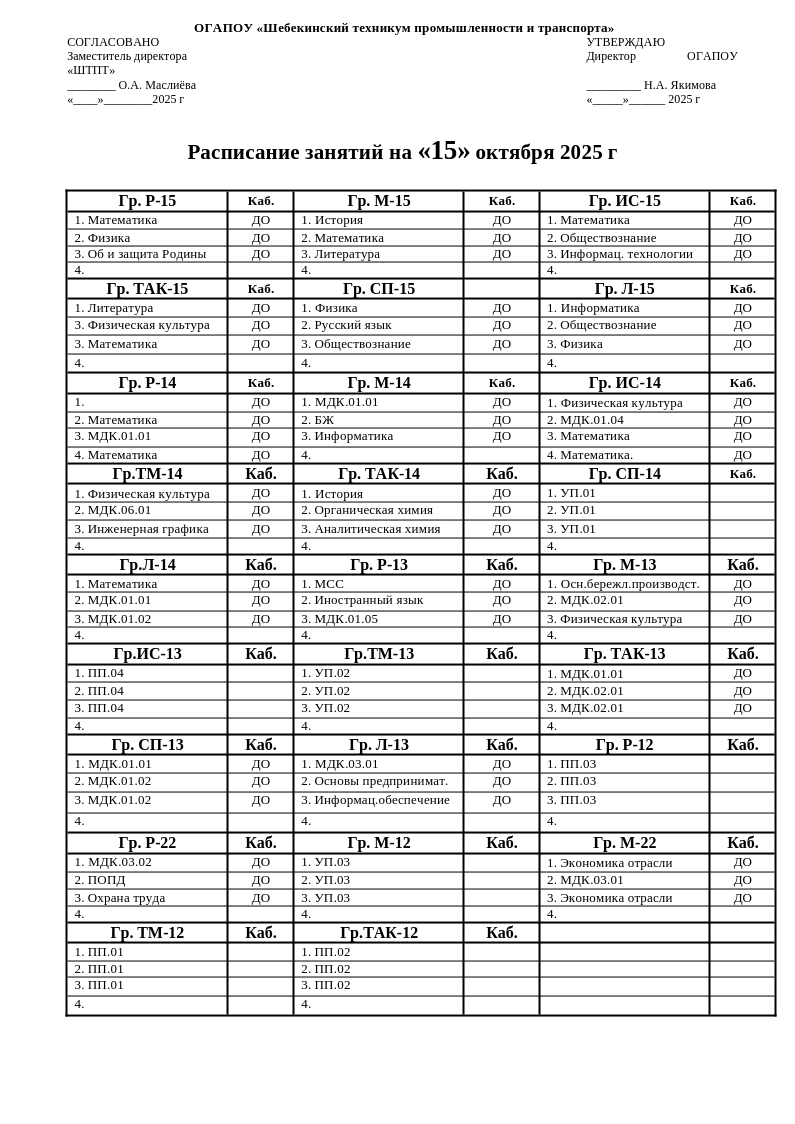 ОГАПОУ «Шебекинский техникум промышленности и транспорта»
СОГЛАСОВАНО УТВЕРЖДАЮ
Заместитель директора Директор ОГАПОУ
«ШТПТ»
________ О.А. Маслиёва _________ Н.А. Якимова
«____»________2025 г «_____»______ 2025 г
Расписание занятий на «15» октября 2025 г
Гр. Р-15 Каб. Гр. М-15 Каб. Гр. ИС-15 Каб.
1. Математика ДО 1. История ДО 1. Математика ДО
2. Физика ДО 2. Математика ДО 2. Обществознание ДО
3. Об и защита Родины ДО 3. Литература ДО 3. Информац. технологии ДО
4. 4. 4.
Гр. ТАК-15 Каб. Гр. СП-15 Гр. Л-15 Каб.
1. Литература ДО 1. Физика ДО 1. Информатика ДО
3. Физическая культура ДО 2. Русский язык ДО 2. Обществознание ДО
3. Математика ДО 3. Обществознание ДО 3. Физика ДО
4. 4. 4.
Гр. Р-14 Каб. Гр. М-14 Каб. Гр. ИС-14 Каб.
1. ДО 1. МДК.01.01 ДО 1. Физическая культура ДО
2. Математика ДО 2. БЖ ДО 2. МДК.01.04 ДО
3. МДК.01.01 ДО 3. Информатика ДО 3. Математика ДО
4. Математика ДО 4. 4. Математика. ДО
Гр.ТМ-14 Каб. Гр. ТАК-14 Каб. Гр. СП-14 Каб.
1. Физическая культура ДО 1. История ДО 1. УП.01
2. МДК.06.01 ДО 2. Органическая химия ДО 2. УП.01
3. Инженерная графика ДО 3. Аналитическая химия ДО 3. УП.01
4. 4. 4.
Гр.Л-14 Каб. Гр. Р-13 Каб. Гр. М-13 Каб.
1. Математика ДО 1. МСС ДО 1. Осн.бережл.производст. ДО
2. МДК.01.01 ДО 2. Иностранный язык ДО 2. МДК.02.01 ДО
3. МДК.01.02 ДО 3. МДК.01.05 ДО 3. Физическая культура ДО
4. 4. 4.
Гр.ИС-13 Каб. Гр.ТМ-13 Каб. Гр. ТАК-13 Каб.
1. ПП.04 1. УП.02 1. МДК.01.01 ДО
2. ПП.04 2. УП.02 2. МДК.02.01 ДО
3. ПП.04 3. УП.02 3. МДК.02.01 ДО
4. 4. 4.
Гр. СП-13 Каб. Гр. Л-13 Каб. Гр. Р-12 Каб.
1. МДК.01.01 ДО 1. МДК.03.01 ДО 1. ПП.03
2. МДК.01.02 ДО 2. Основы предпринимат. ДО 2. ПП.03
3. МДК.01.02 ДО 3. Информац.обеспечение ДО 3. ПП.03
4. 4. 4.
Гр. Р-22 Каб. Гр. М-12 Каб. Гр. М-22 Каб.
1. МДК.03.02 ДО 1. УП.03 1. Экономика отрасли ДО
2. ПОПД ДО 2. УП.03 2. МДК.03.01 ДО
3. Охрана труда ДО 3. УП.03 3. Экономика отрасли ДО
4. 4. 4.
Гр. ТМ-12 Каб. Гр.ТАК-12 Каб.
1. ПП.01 1. ПП.02
2. ПП.01 2. ПП.02
3. ПП.01 3. ПП.02
4. 4.